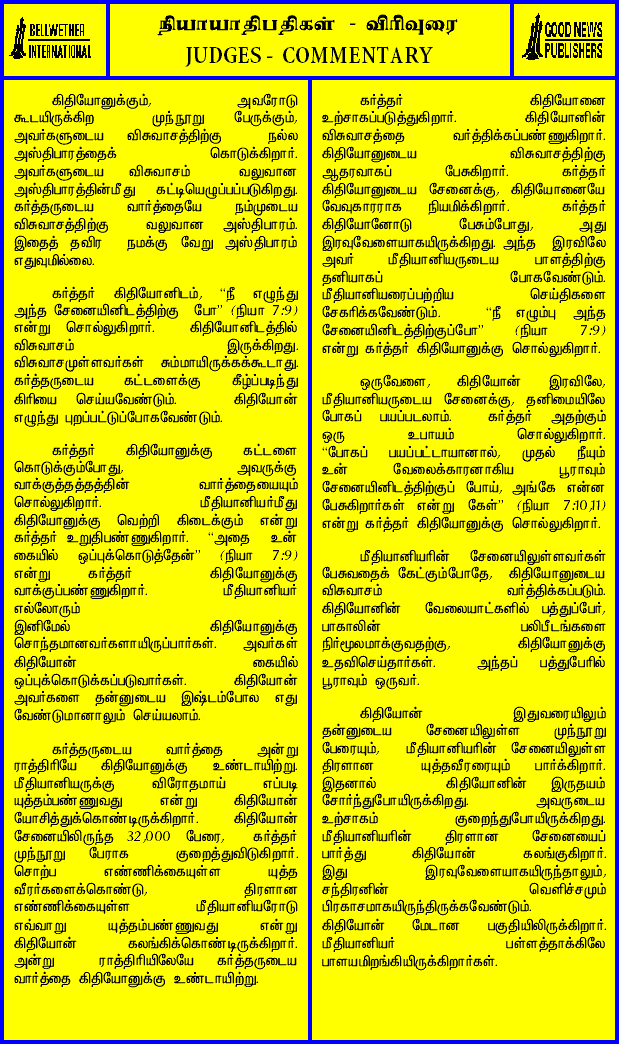 BELLWETHER
INTERNATIONAL
நியாயாதிபதிகள் - விரிவுரை
JUDGES - COMMENTARY
GOOD NEWS
PUBLISHERS
கிதியோனுக்கும், அவரோடு
கூடயிருக்கிற முந்நூறு பேருக்கும்,
அவர்களுடைய விசுவாசத்திற்கு நல்ல
அஸ்திபாரத்தைக் கொடுக்கிறார்.
அவர்களுடைய விசுவாசம் வலுவான
அஸ்திபாரத்தின்மீது கட்டியெழுப்பப்படுகிறது.
கர்த்தருடைய வார்த்தையே நம்முடைய
விசுவாசத்திற்கு வலுவான அஸ்திபாரம்.
இதைத் தவிர நமக்கு வேறு அஸ்திபாரம்
எதுவுமில்லை.
கர்த்தர் கிதியோனிடம், “நீ எழுந்து
அந்த சேனையினிடத்திற்கு போ” (நியா 7:9)
என்று சொல்லுகிறார். கிதியோனிடத்தில்
விசுவாசம் இருக்கிறது.
விசுவாசமுள்ளவர்கள் சும்மாயிருக்கக்கூடாது.
கர்த்தருடைய கட்டளைக்கு கீழ்ப்படிந்து
கிரியை செய்யவேண்டும். கிதியோன்
எழுந்து புறப்பட்டுப்போகவேண்டும்.
கர்த்தர் கிதியோனுக்கு கட்டளை
கொடுக்கும்போது, அவருக்கு
வாக்குத்தத்தத்தின் வார்த்தையையும்
சொல்லுகிறார். மீதியானியர்மீது
கிதியோனுக்கு வெற்றி கிடைக்கும் என்று
கர்த்தர் உறுதிபண்ணுகிறார். “அதை உன்
கையில் ஒப்புக்கொடுத்தேன்” (நியா 7:9)
என்று கர்த்தர் கிதியோனுக்கு
வாக்குப்பண்ணுகிறார். மீதியானியர்
எல்லோரும்
இனிமேல் கிதியோனுக்கு
சொந்தமானவர்களாயிருப்பார்கள். அவர்கள்
கிதியோன் கையில்
ஒப்புக்கொடுக்கப்படுவார்கள். கிதியோன்
அவர்களை தன்னுடைய இஷ்டம்போல எது
வேண்டுமானாலும் செய்யலாம்.
கர்த்தருடைய வார்த்தை அன்று
ராத்திரியே கிதியோனுக்கு உண்டாயிற்று.
மீதியானியருக்கு விரோதமாய் எப்படி
யுத்தம்பண்ணுவது என்று கிதியோன்
யோசித்துக்கொண்டிருக்கிறார். கிதியோன்
சேனையிலிருந்த 32,000 பேரை, கர்த்தர்
முந்நூறு பேராக குறைத்துவிடுகிறார்.
சொற்ப எண்ணிக்கையுள்ள யுத்த
வீரர்களைக்கொண்டு, திரளான
எண்ணிக்கையுள்ள மீதியானியரோடு
எவ்வாறு யுத்தம்பண்ணுவது என்று
கிதியோன் கலங்கிக்கொண்டிருக்கிறார்.
அன்று ராத்திரியிலேயே கர்த்தருடைய
வார்த்தை கிதியோனுக்கு உண்டாயிற்று.
கர்த்தர் கிதியோனை
உற்சாகப்படுத்துகிறார். கிதியோனின்
விசுவாசத்தை வர்த்திக்கப்பண்ணுகிறார்.
கிதியோனுடைய விசுவாசத்திற்கு
ஆதரவாகப் பேசுகிறார். கர்த்தர்
கிதியோனுடைய சேனைக்கு, கிதியோனையே
வேவுகாரராக நியமிக்கிறார். கர்த்தர்
கிதியோனோடு பேசும்போது, அது
இரவுவேளையாகயிருக்கிறது. அந்த இரவிலே
அவர் மீதியானியருடைய பாளத்திற்கு
தனியாகப் போகவேண்டும்.
மீதியானியரைப்பற்றிய செய்திகளை
சேகரிக்கவேண்டும். “நீ எழும்பு அந்த
சேனையினிடத்திற்குப்போ” (நியா 7:9)
என்று கர்த்தர் கிதியோனுக்கு சொல்லுகிறார்.
ஒருவேளை, கிதியோன் இரவிலே,
மீதியானியருடைய சேனைக்கு, தனிமையிலே
போகப் பயப்படலாம். கர்த்தர் அதற்கும்
ஒரு உபாயம் சொல்லுகிறார்.
“போகப் பயப்பட்டாயானால், முதல் நீயும்
உன் வேலைக்காரனாகிய பூராவும்
சேனையினிடத்திற்குப் போய், அங்கே என்ன
பேசுகிறார்கள் என்று கேள்” (நியா 7:10,11)
என்று கர்த்தர் கிதியோனுக்கு சொல்லுகிறார்.
மீதியானியரின் சேனையிலுள்ளவர்கள்
பேசுவதைக் கேட்கும்போதே, கிதியோனுடைய
விசுவாசம் வர்த்திக்கப்படும்.
கிதியோனின் வேலையாட்களில் பத்துப்பேர்,
பாகாலின் பலிபீடங்களை
நிர்மூலமாக்குவதற்கு, கிதியோனுக்கு
உதவிசெய்தார்கள். அந்தப் பத்துபேரில்
பூராவும் ஒருவர்.
கிதியோன் இதுவரையிலும்
தன்னுடைய சேனையிலுள்ள முந்நூறு
பேரையும், மீதியானியரின் சேனையிலுள்ள
திரளான யுத்தவீரரையும் பார்க்கிறார்.
இதனால் கிதியோனின் இருதயம்
சோர்ந்துபோயிருக்கிறது. அவருடைய
உற்சாகம் குறைந்துபோயிருக்கிறது.
மீதியானியரின் திரளான சேனையைப்
பார்த்து கிதியோன் கலங்குகிறார்.
இது இரவுவேளையாகயிருந்தாலும்,
சந்திரனின் வெளிச்சமும்
பிரகாசமாகயிருந்திருக்கவேண்டும்.
கிதியோன் மேடான பகுதியிலிருக்கிறார்.
மீதியானியர் பள்ளத்தாக்கிலே
பாளயமிறங்கியிருக்கிறார்கள்.